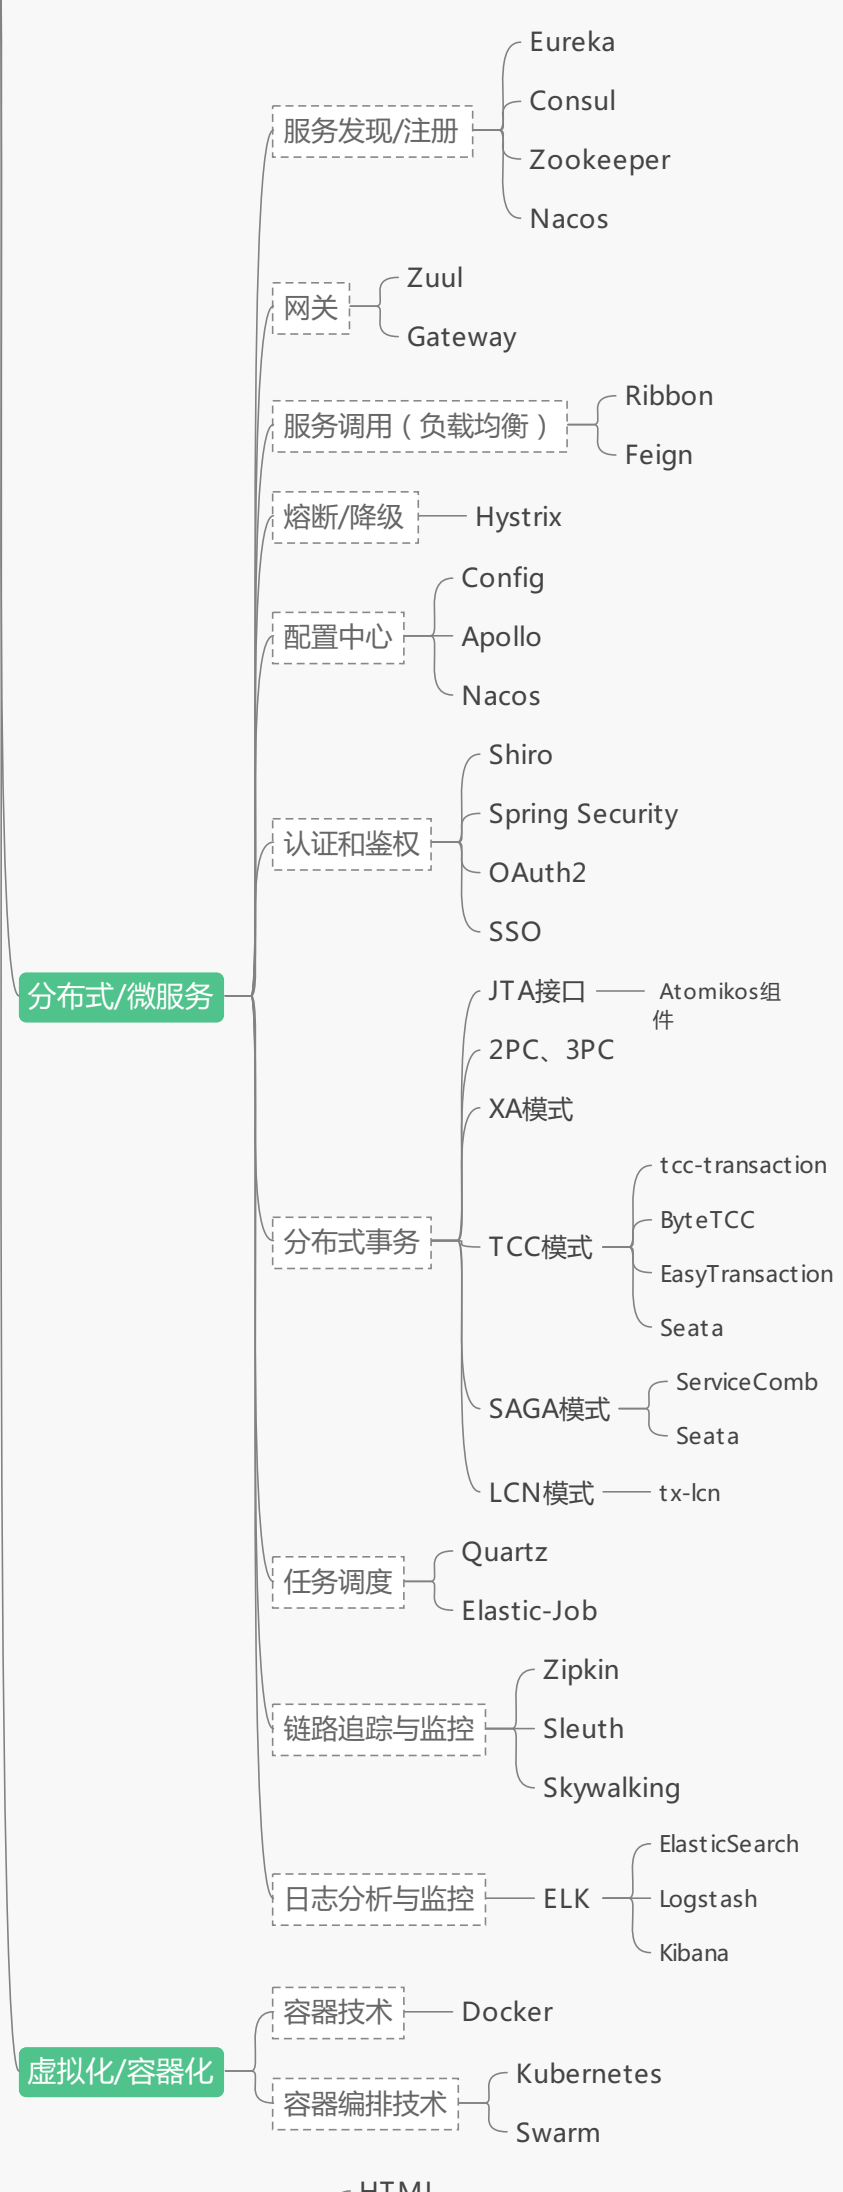 分布式/微服务
服务发现/注册
Eureka
Consul
Zookeeper
Nacos
网关
Zuul
Gateway
服务调用（负载均衡）
Ribbon
Feign
熔断/降级
Hystrix
配置中心
Config
Apollo
Nacos
认证和鉴权
Shiro
Spring Security
OAuth2
SSO
分布式事务
JTA接口
Atomikos组
件
2PC、3PC
XA模式
TCC模式
tcc-transaction
ByteTCC
EasyTransaction
Seata
SAGA模式
ServiceComb
Seata
LCN模式
tx-lcn
任务调度
Quartz
Elastic-Job
链路追踪与监控
Zipkin
Sleuth
Skywalking
日志分析与监控
ELK
ElasticSearch
Logstash
Kibana
虚拟化/容器化
容器技术
Docker
容器编排技术
Kubernetes
Swarm
HTML